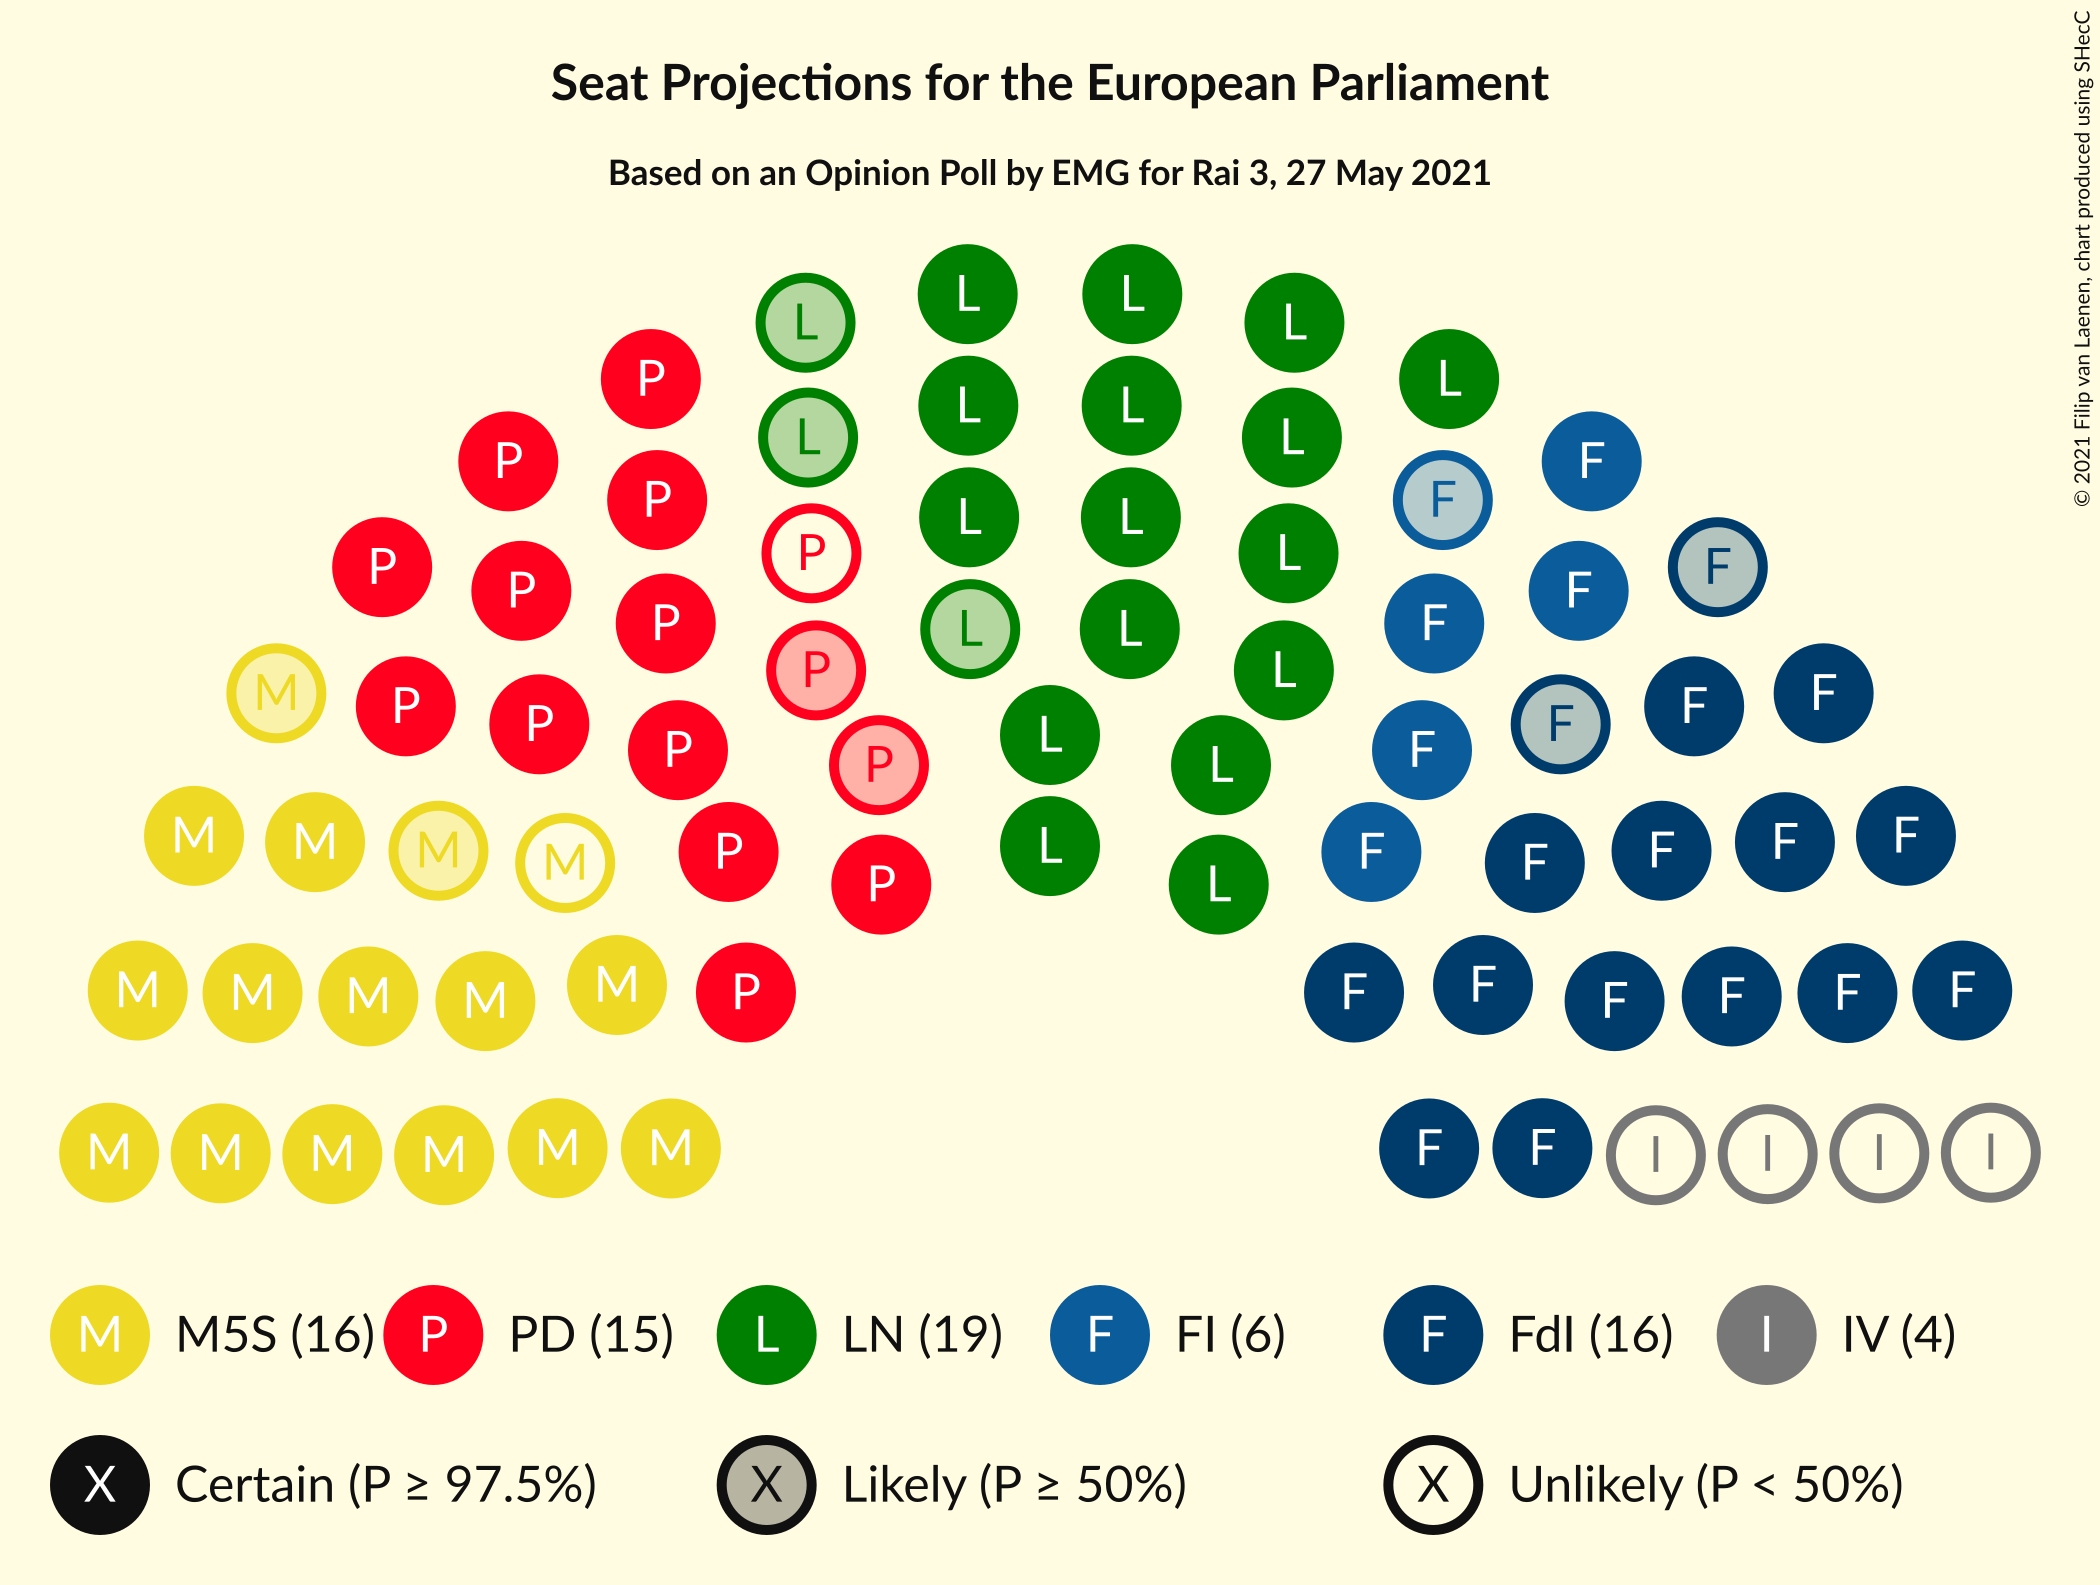 Seat Projections for the European Parliament
Based on an Opinion Poll by EMG for Rai 3, 27 May 2021
© 2021 Filip van Laenen, chart produced using SHecC
L L
L L
P L
L L
L L
P F
P F
L L
P L
P F
P F
L L
P F
P F
M F
P F
P F
P F
L
P L
M F
M F
M F
M F
P F
L
P L
M F
M F
M F
M F
M F
P F
M I
M I
M I
M I
M F
M F
M M5S (16) P PD (15) L LN (19) F FI (6) F FdI (16) I IV (4)
X Certain (P ≥ 97.5%) X Likely (P ≥ 50%) X Unlikely (P < 50%)